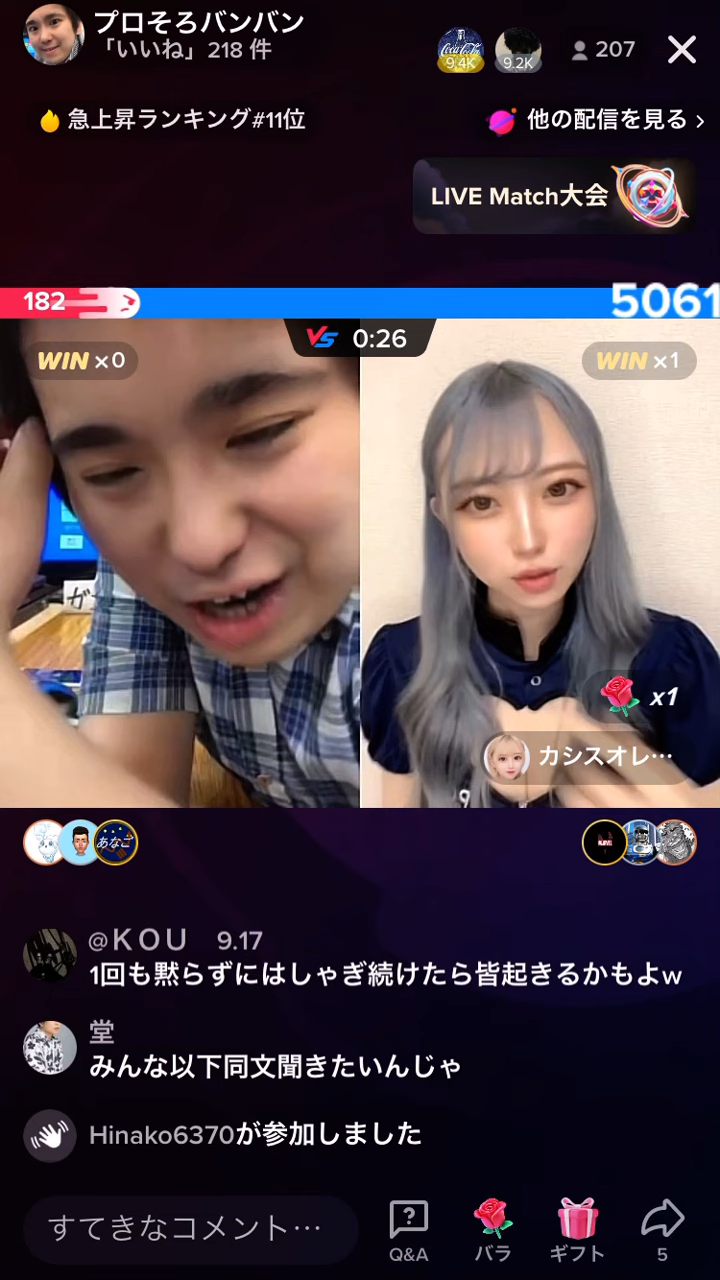 プロそろバンバン
「いいね」218 件
9.4K
9.2K
207
急上昇ランキング#11位
他の配信を見る
LIVE Match大会
182
5061
VS 0:26
WIN x0
WIN x1
ガ
x1
カシスオレ…
あなご
@KOU 9.17
1回も黙らずにはしゃぎ続けたら皆起きるかもよw
堂
みんな以下同文聞きたいんじゃ
Hinako6370が参加しました
すてきなコメント…
Q&A
バラ
ギフト
5